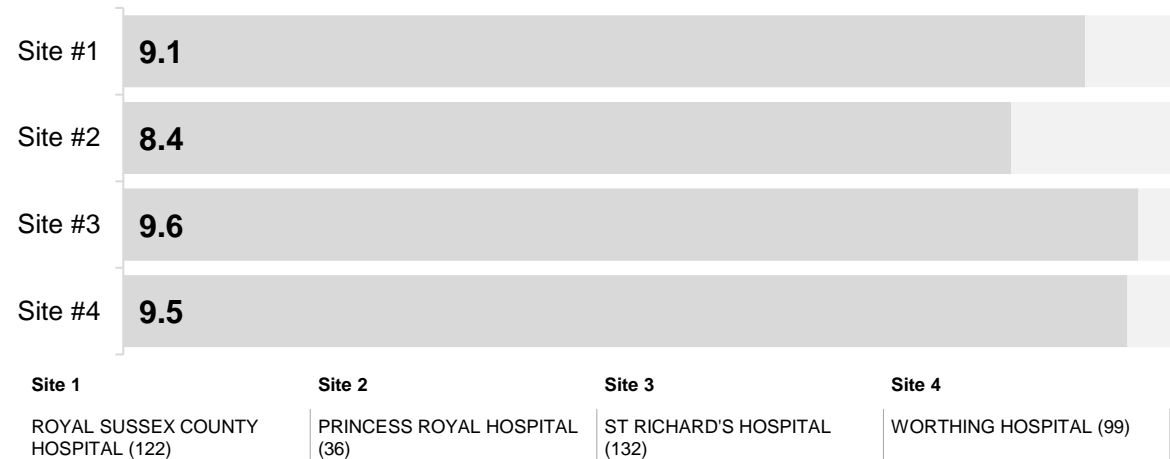 Site #1 9.1
Site #2 8.4
Site #3 9.6
Site #4 9.5
Site 1 Site 2 Site 3 Site 4
ROYAL SUSSEX COUNTY PRINCESS ROYAL HOSPITAL ST RICHARD'S HOSPITAL WORTHING HOSPITAL (99)
HOSPITAL (122) (36) (132)